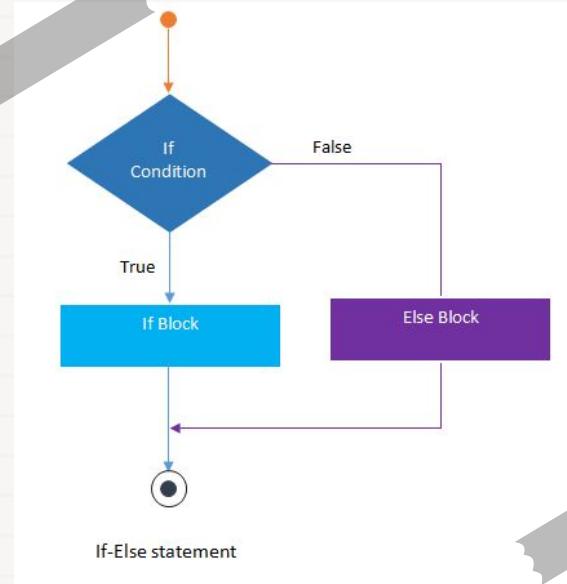 If
Condition
False
True
If Block
Else Block
If-Else statement